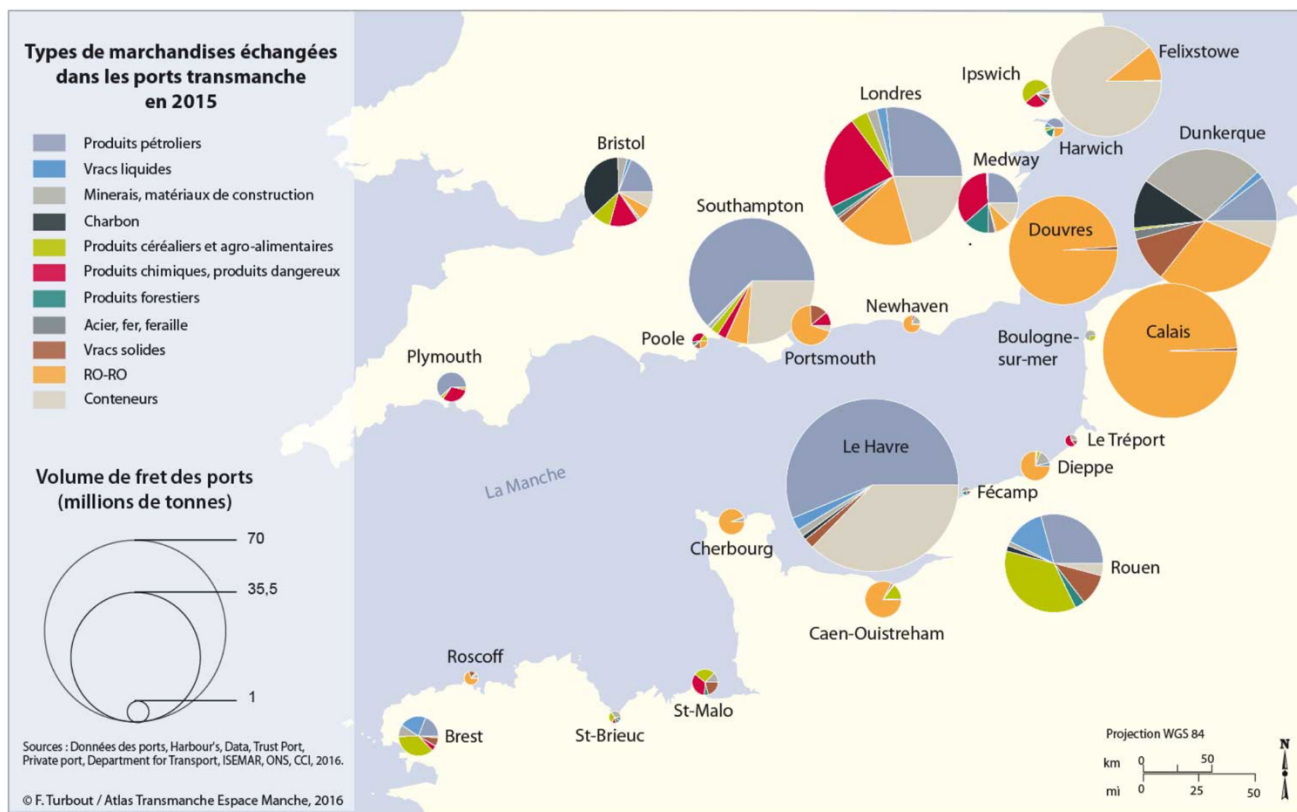 Types de marchandises échangées
dans les ports transmanche
en 2015
Produits pétroliers
Vracs liquides
Minerais, matériaux de construction
Charbon
Produits céréaliers et agro-alimentaires
Produits chimiques, produits dangereux
Produits forestiers
Acier, fer, feraille
Vracs solides
RO-RO
Conteneurs
Volume de fret des ports
(millions de tonnes)
70
35,5
1
Sources : Données des ports, Harbour's, Data, Trust Port,
Private port, Department for Transport, ISEMAR, ONS, CCI, 2016.
© F. Turbout / Atlas Transmanche Espace Manche, 2016
Felixstowe
Ipswich
Londres
Harwich
Dunkerque
Bristol
Medway
Southampton
Douvres
Newhaven
Poole
Portsmouth
Boulogne-
sur-mer
Calais
Plymouth
Le Havre
Le Tréport
Dieppe
La Manche
Fécamp
Cherbourg
Rouen
Caen-Ouistreham
Roscoff
St-Malo
St-Brieuc
Brest
Projection WGS 84
N
km
0
50
mi
0
25
50